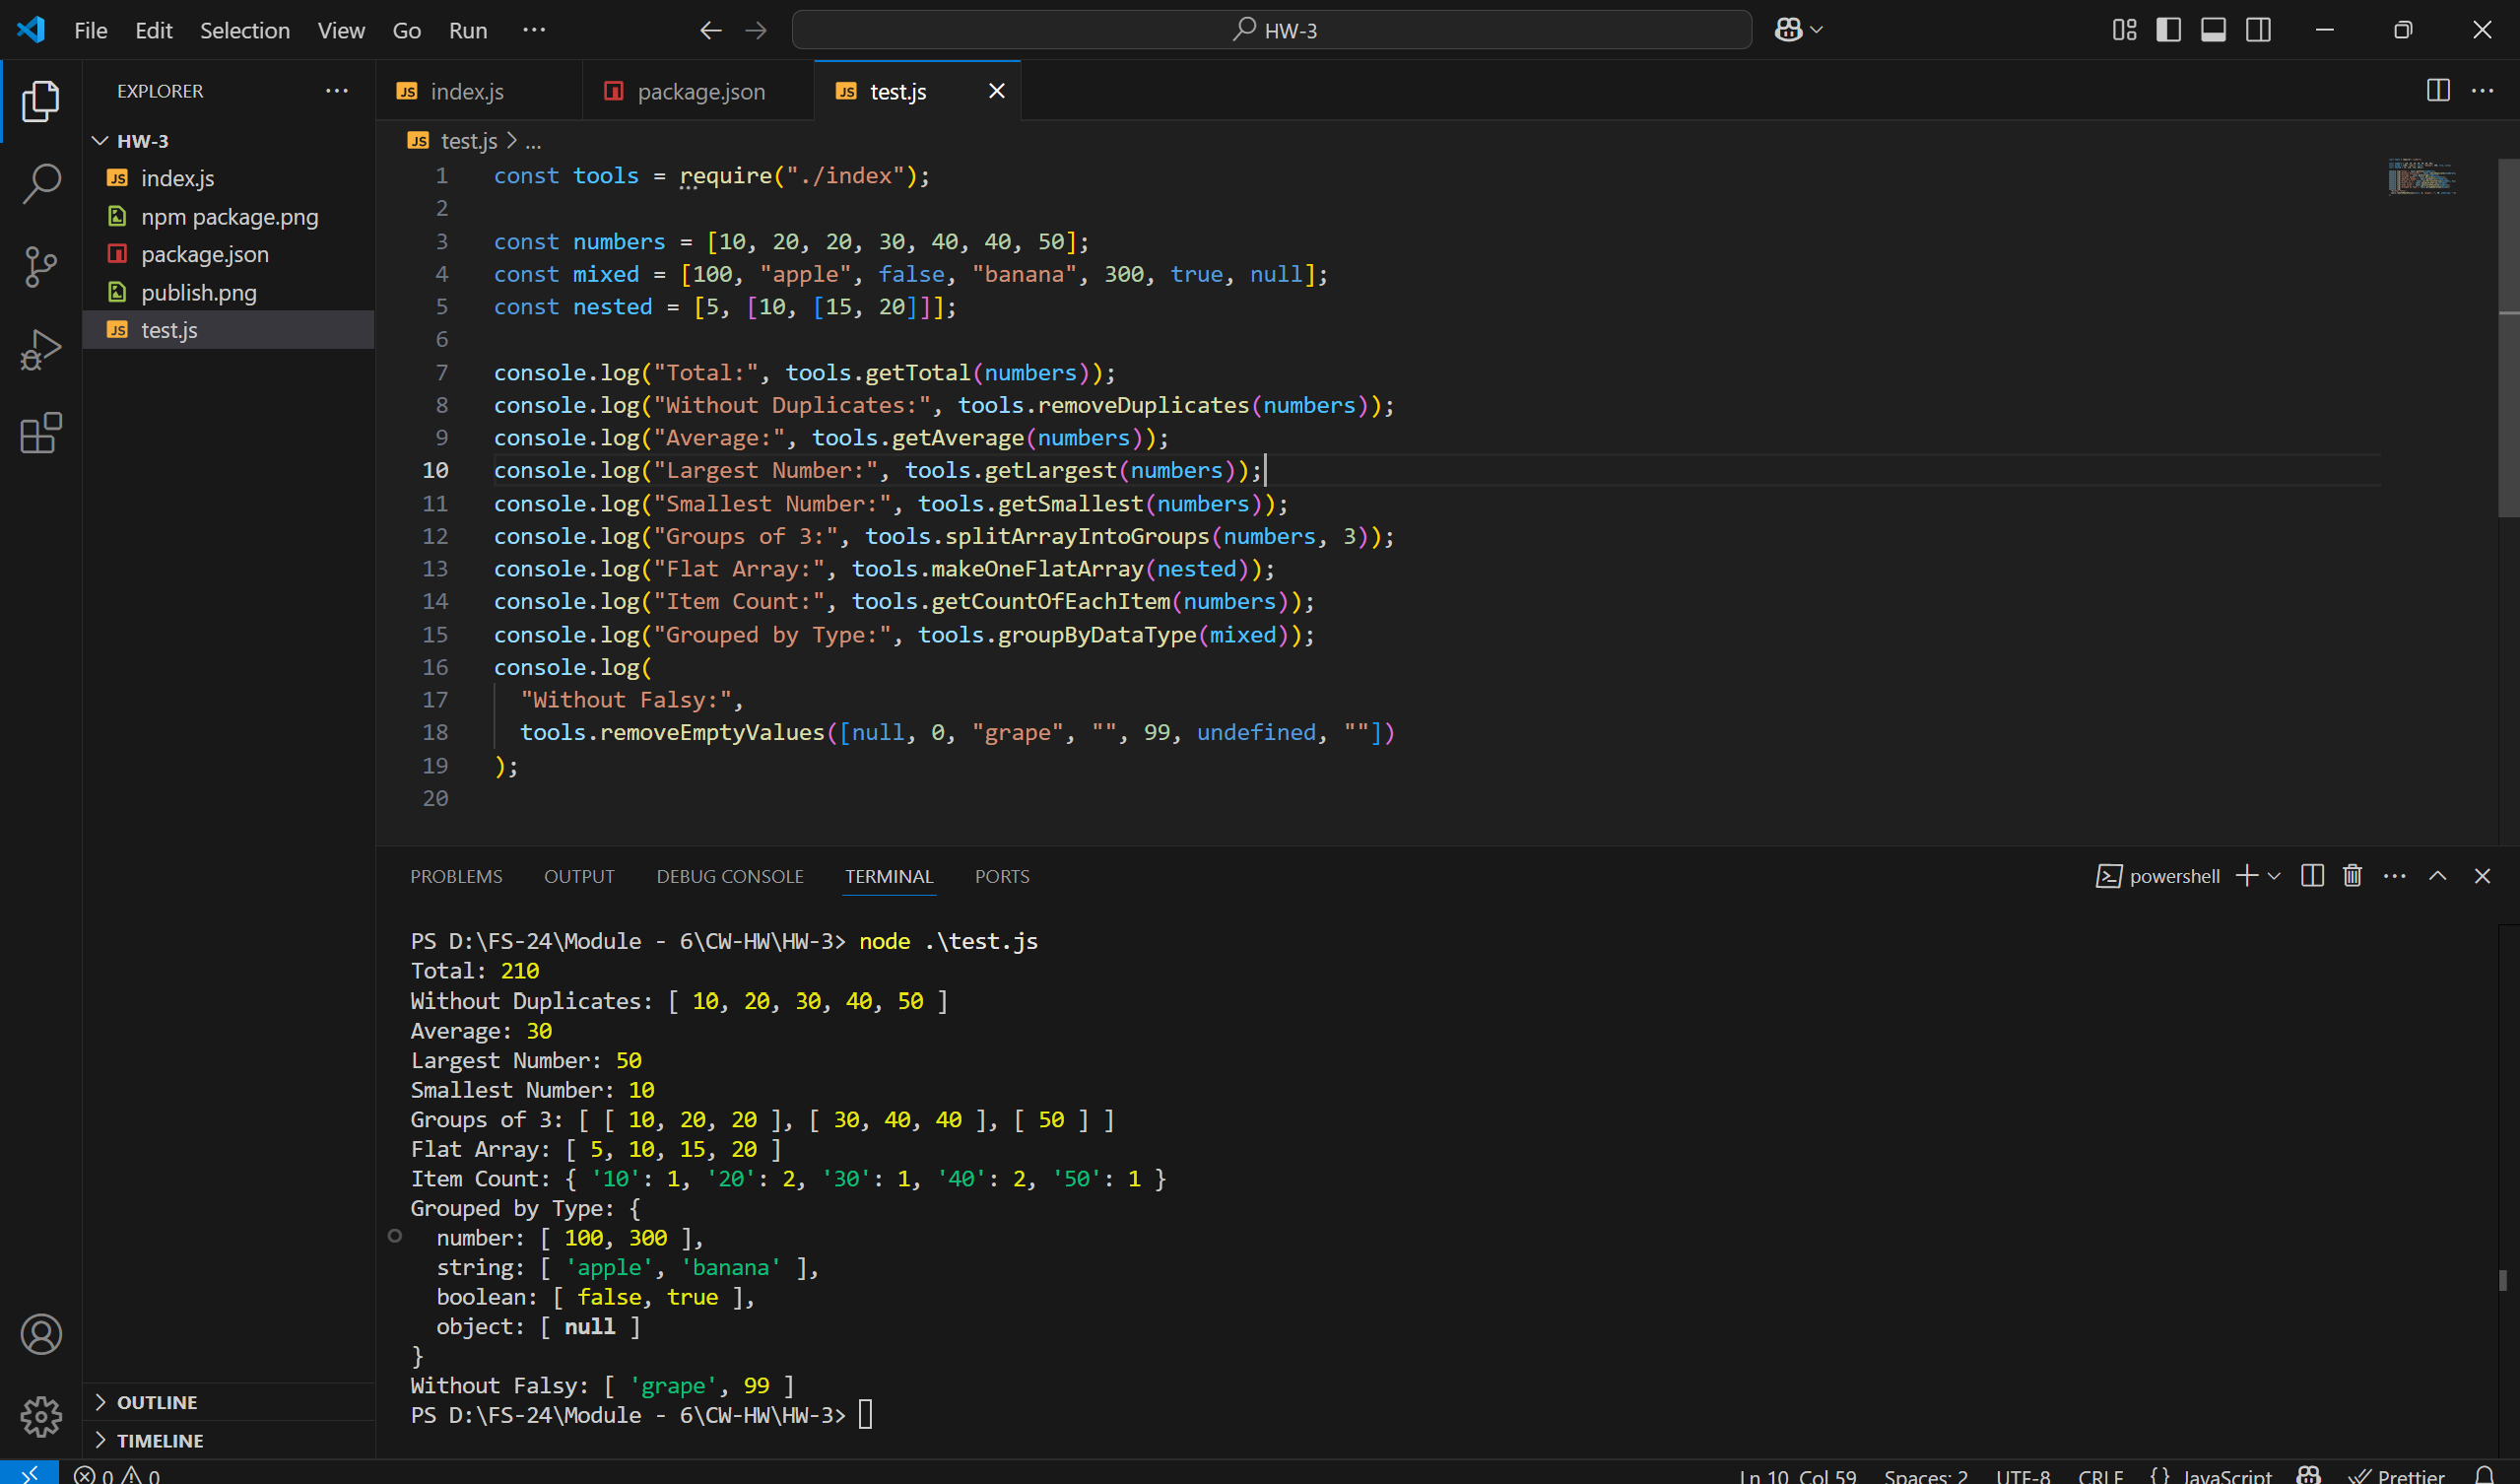 File Edit Selection View Go Run ··· HW-3
EXPLORER ···
HW-3
index.js
npm package.png
package.json
publish.png
test.js
OUTLINE
TIMELINE
JS index.js package.json JS test.js
JS test.js > ...
1 const tools = require("./index");
2
3 const numbers = [10, 20, 20, 30, 40, 40, 50];
4 const mixed = [100, "apple", false, "banana", 300, true, null];
5 const nested = [5, [10, [15, 20]]];
6
7 console.log("Total:", tools.getTotal(numbers));
8 console.log("Without Duplicates:", tools.removeDuplicates(numbers));
9 console.log("Average:", tools.getAverage(numbers));
10 console.log("Largest Number:", tools.getLargest(numbers));
11 console.log("Smallest Number:", tools.getSmallest(numbers));
12 console.log("Groups of 3:", tools.splitArrayIntoGroups(numbers, 3));
13 console.log("Flat Array:", tools.makeOneFlatArray(nested));
14 console.log("Item Count:", tools.getCountOfEachItem(numbers));
15 console.log("Grouped by Type:", tools.groupByDataType(mixed));
16 console.log(
17 "Without Falsy:",
18 tools.removeEmptyValues([null, 0, "grape", "", 99, undefined, ""])
19 );
20
PROBLEMS OUTPUT DEBUG CONSOLE TERMINAL PORTS powershell
PS D:\FS-24\Module - 6\CW-HW\HW-3> node .\test.js
Total: 210
Without Duplicates: [ 10, 20, 30, 40, 50 ]
Average: 30
Largest Number: 50
Smallest Number: 10
Groups of 3: [ [ 10, 20, 20 ], [ 30, 40, 40 ], [ 50 ] ]
Flat Array: [ 5, 10, 15, 20 ]
Item Count: { '10': 1, '20': 2, '30': 1, '40': 2, '50': 1 }
Grouped by Type: {
number: [ 100, 300 ],
string: [ 'apple', 'banana' ],
boolean: [ false, true ],
object: [ null ]
}
Without Falsy: [ 'grape', 99 ]
PS D:\FS-24\Module - 6\CW-HW\HW-3>
0 0 Ln 10, Col 59 Spaces: 2 UTF-8 CRLF {} JavaScript Prettier